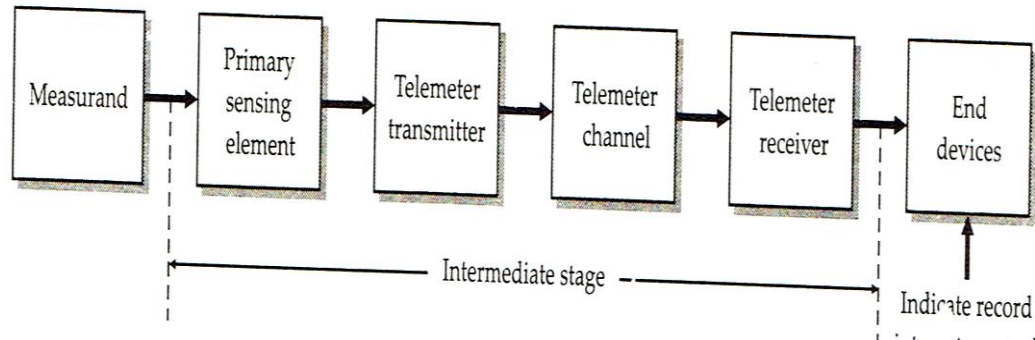 Measurand
Primary
sensing
element
Telemeter
transmitter
Telemeter
channel
Telemeter
receiver
End
devices
Intermediate stage
Indicate record